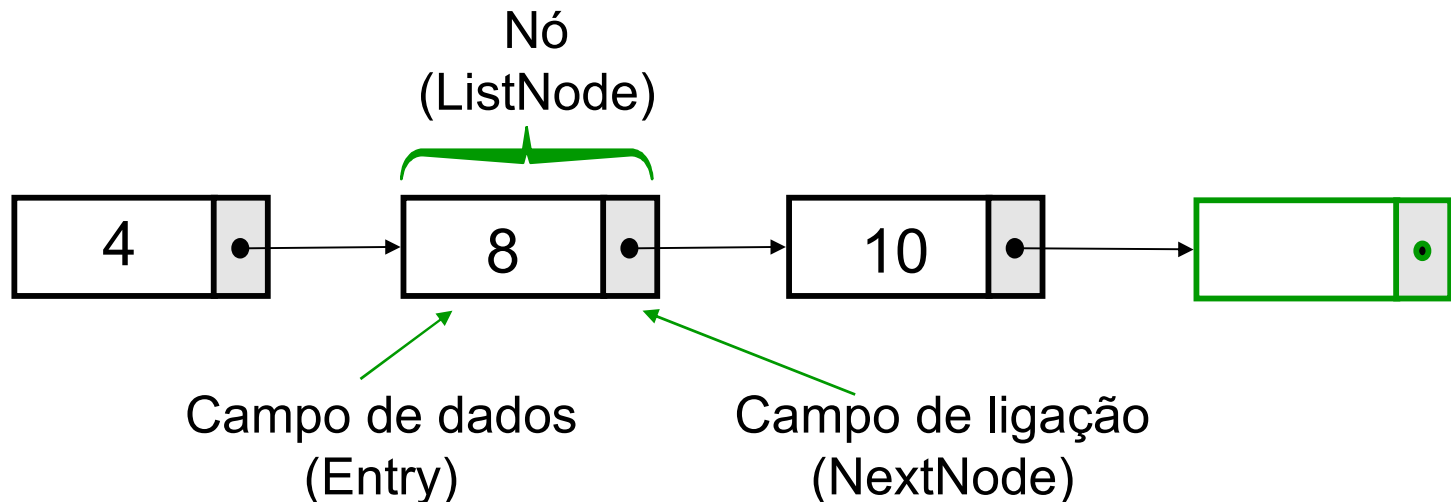 Nó
(ListNode)
4
8
10
Campo de dados
(Entry)
Campo de ligação
(NextNode)